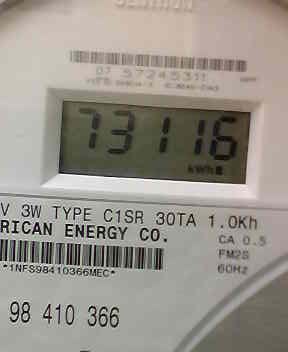 CENTRON
07 57245311
73116
kWh
V 3W TYPE C1SR 30TA 1.0Kh
RICAN ENERGY CO.
CA 0.5
FM2S
60Hz
*1NFS98410366MEC*
98 410 366